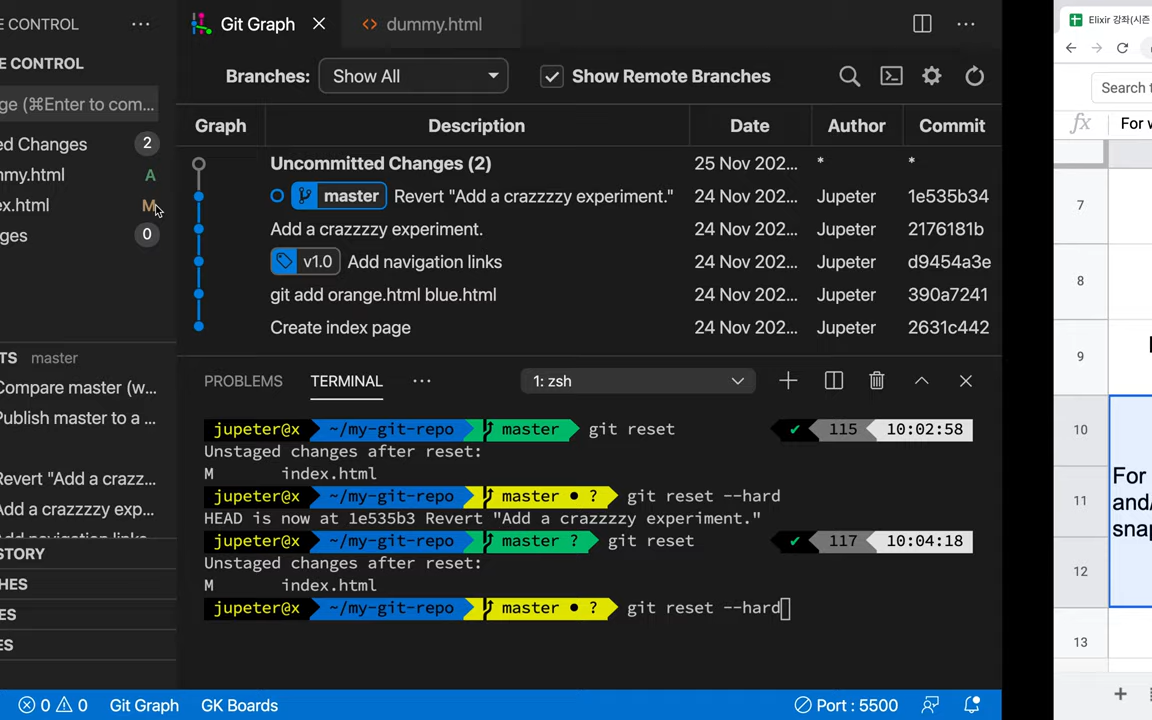 E CONTROL
···
Git Graph
dummy.html
···
Elixir 강좌(시즌
E CONTROL
Branches:
Show All
Show Remote Branches
Search t
ge (⌘Enter to com...
Graph
Description
Date
Author
Commit
fx
For w
ed Changes
2
Uncommitted Changes (2)
25 Nov 202...
*
*
mmy.html
A
master
Revert "Add a crazzzzy experiment."
24 Nov 202...
Jupeter
1e535b34
ex.html
M
7
Add a crazzzzy experiment.
24 Nov 202...
Jupeter
2176181b
ges
0
v1.0
Add navigation links
24 Nov 202...
Jupeter
d9454a3e
8
git add orange.html blue.html
24 Nov 202...
Jupeter
390a7241
Create index page
24 Nov 202...
Jupeter
2631c442
TS
master
9
Compare master (w...
PROBLEMS
TERMINAL
···
1: zsh
Publish master to a ...
jupeter@x
~/my-git-repo
master
git reset
✔
115
10:02:58
10
Unstaged changes after reset:
M index.html
Revert "Add a crazz...
For
jupeter@x
~/my-git-repo
master ● ?
git reset --hard
11
and/
Add a crazzzzy exp...
HEAD is now at 1e535b3 Revert "Add a crazzzzy experiment."
snap
jupeter@x
~/my-git-repo
master ?
git reset
✔
117
10:04:18
STORY
Unstaged changes after reset:
12
HES
M index.html
ES
jupeter@x
~/my-git-repo
master ● ?
git reset --hard
13
ES
0
0
Git Graph
GK Boards
Port : 5500